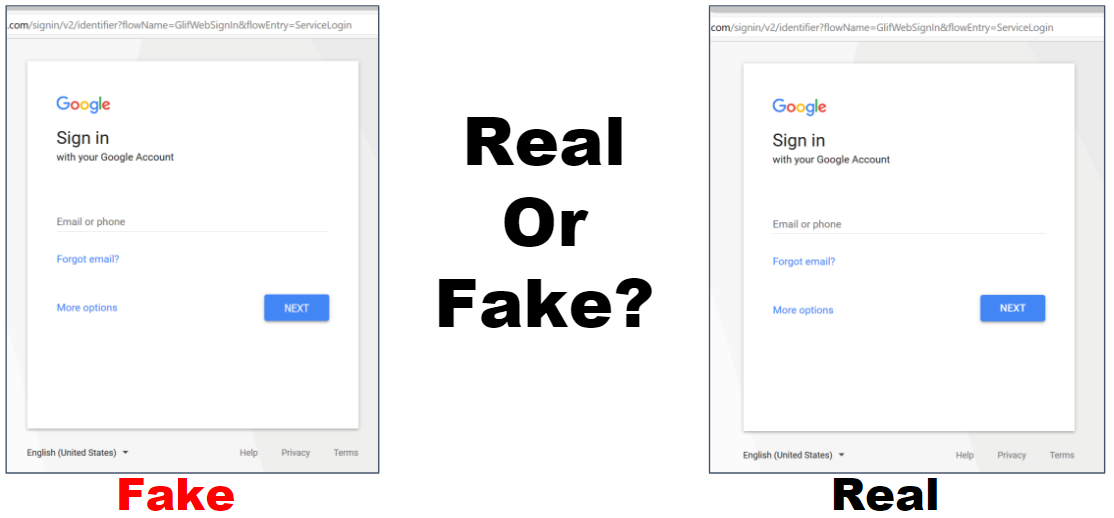 .com/signin/v2/identifier?flowName=GlifWebSignIn&flowEntry=ServiceLogin
Google
Sign in
with your Google Account
Email or phone
Forgot email?
More options
NEXT
English (United States)
Help
Privacy
Terms
Fake
Real
Or
Fake?
com/signin/v2/identifier?flowName=GlifWebSignIn&flowEntry=ServiceLogin
Google
Sign in
with your Google Account
Email or phone
Forgot email?
More options
NEXT
English (United States)
Help
Privacy
Terms
Real